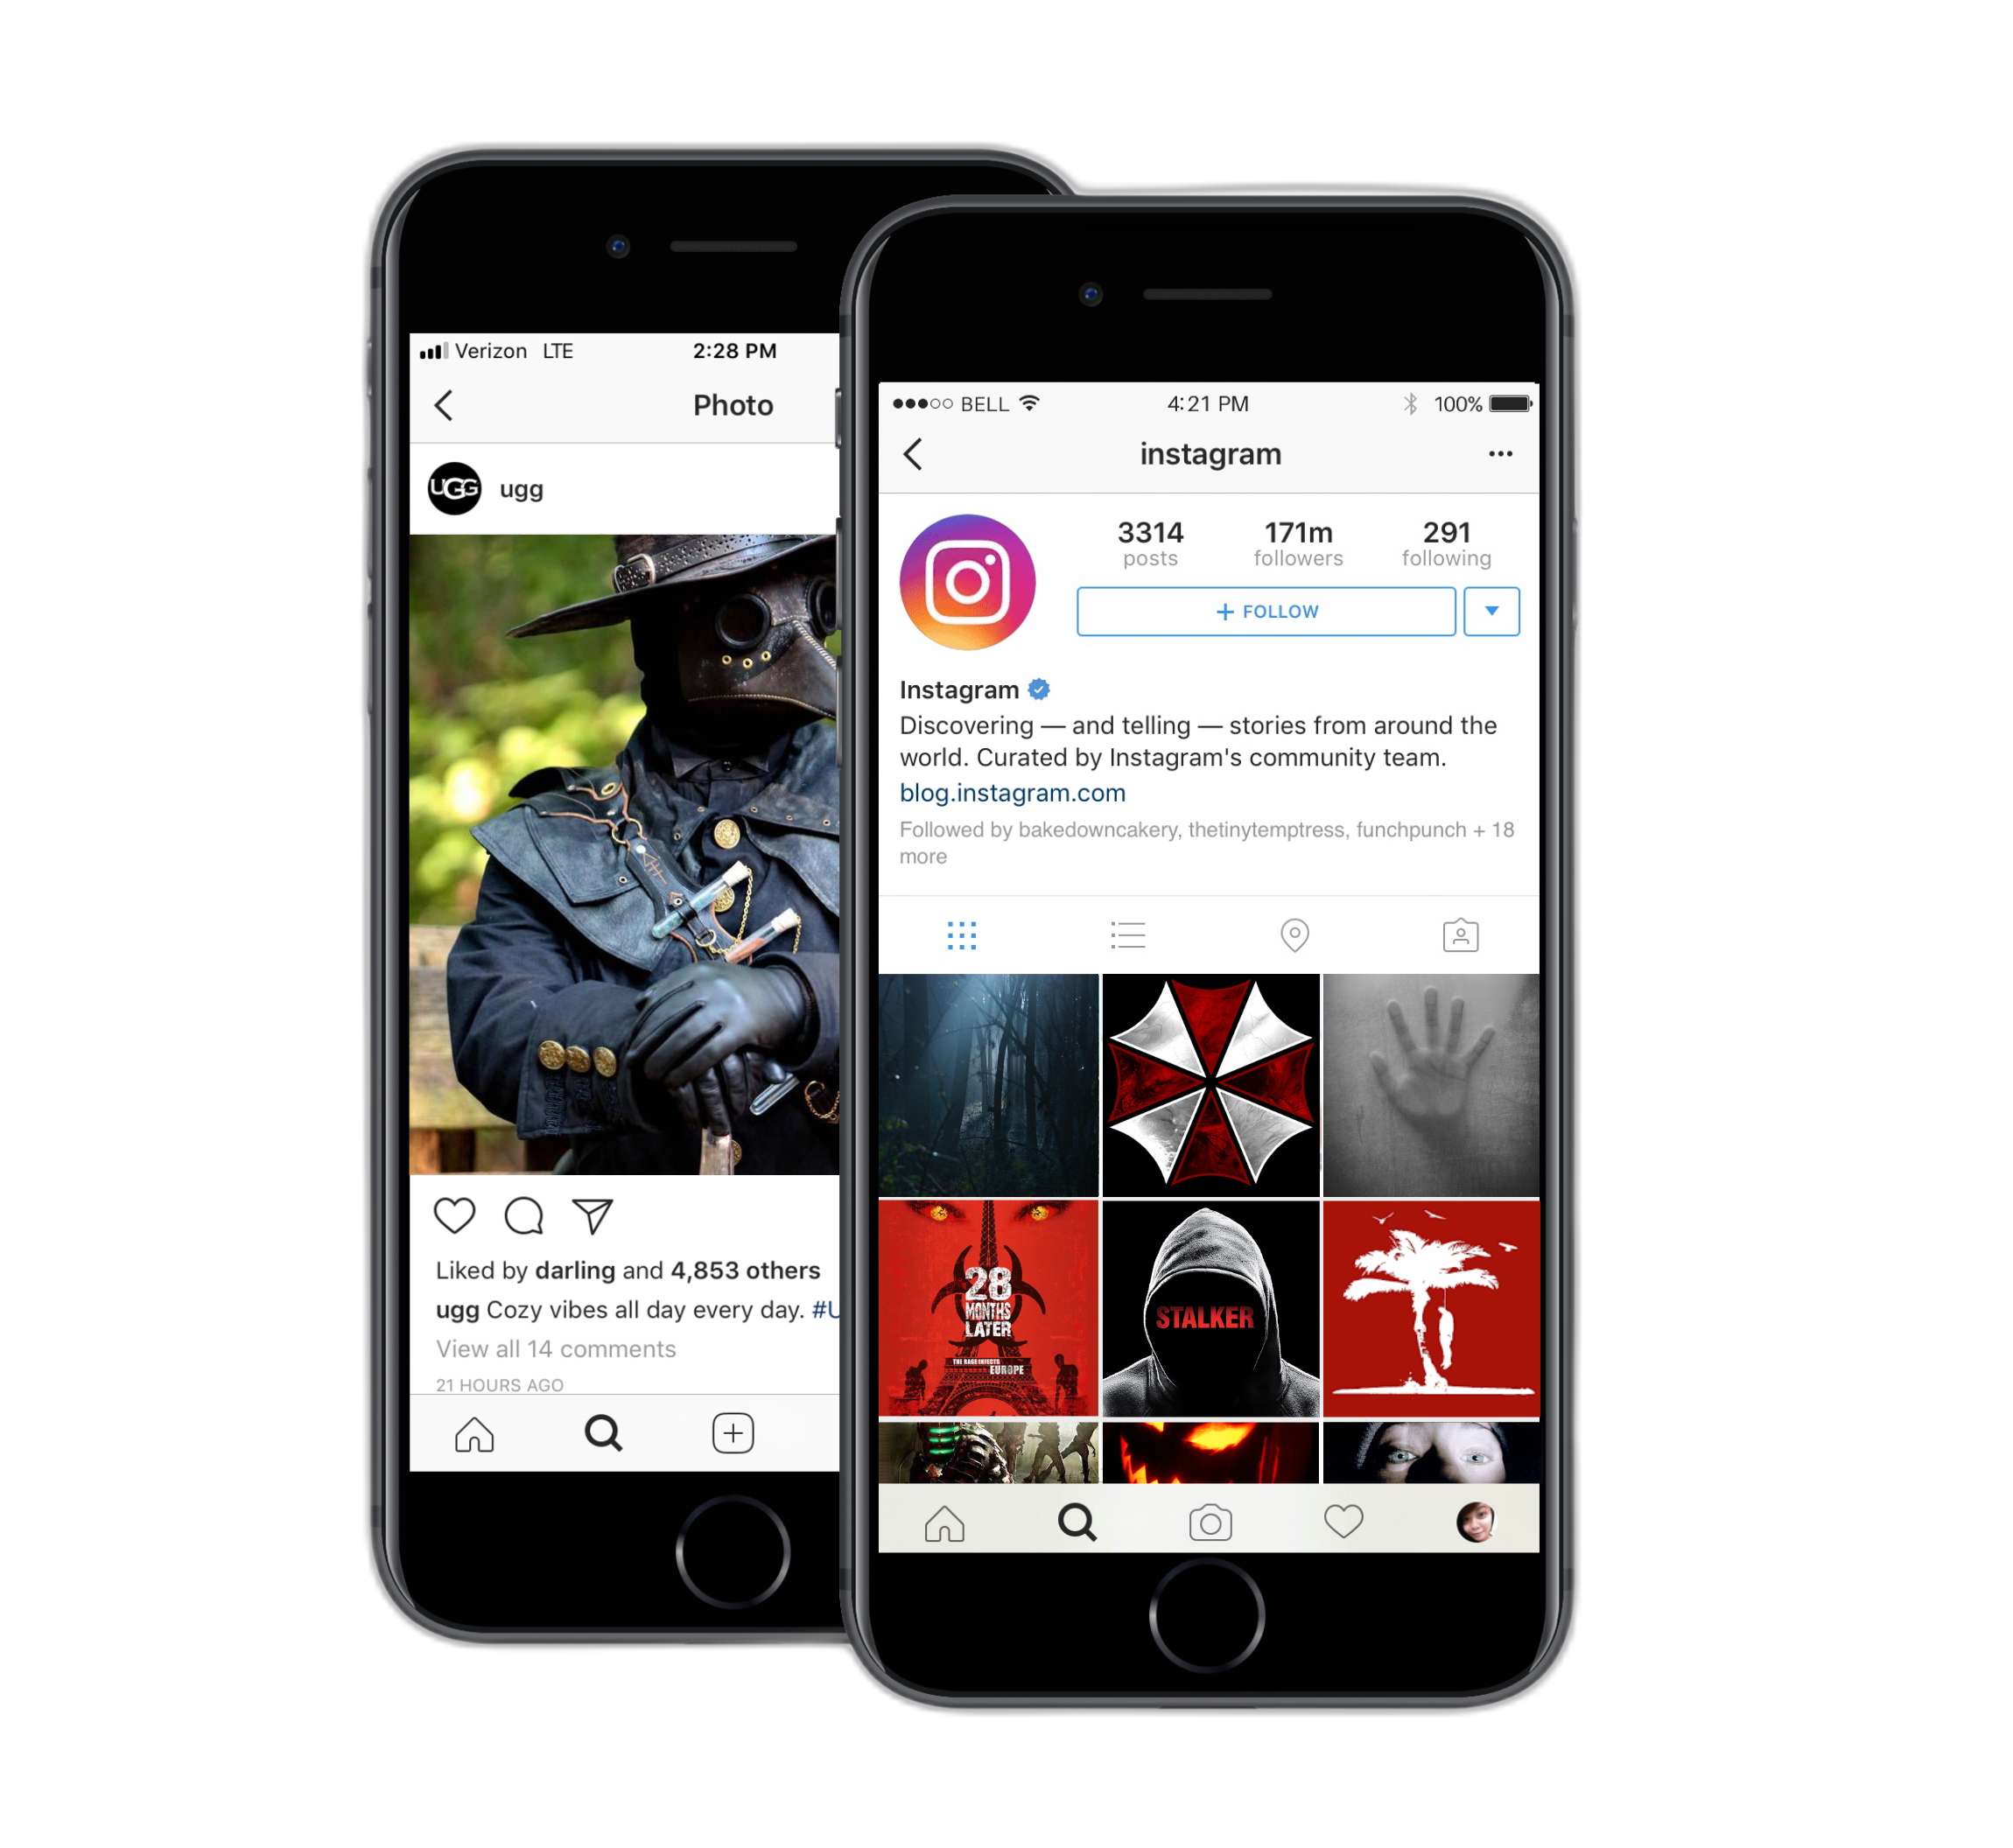 Verizon LTE 2:28 PM
Photo
UGG ugg
Liked by darling and 4,853 others
ugg Cozy vibes all day every day. #U
View all 14 comments
21 HOURS AGO
BELL 4:21 PM 100%
instagram
3314 171m 291
posts followers following
+ FOLLOW
Instagram
Discovering — and telling — stories from around the
world. Curated by Instagram's community team.
blog.instagram.com
Followed by bakedowncakery, thetinytemptress, funchpunch + 18
more
28
MONTHS
LATER
THE RAGE INFECTS
EUROPE
STALKER